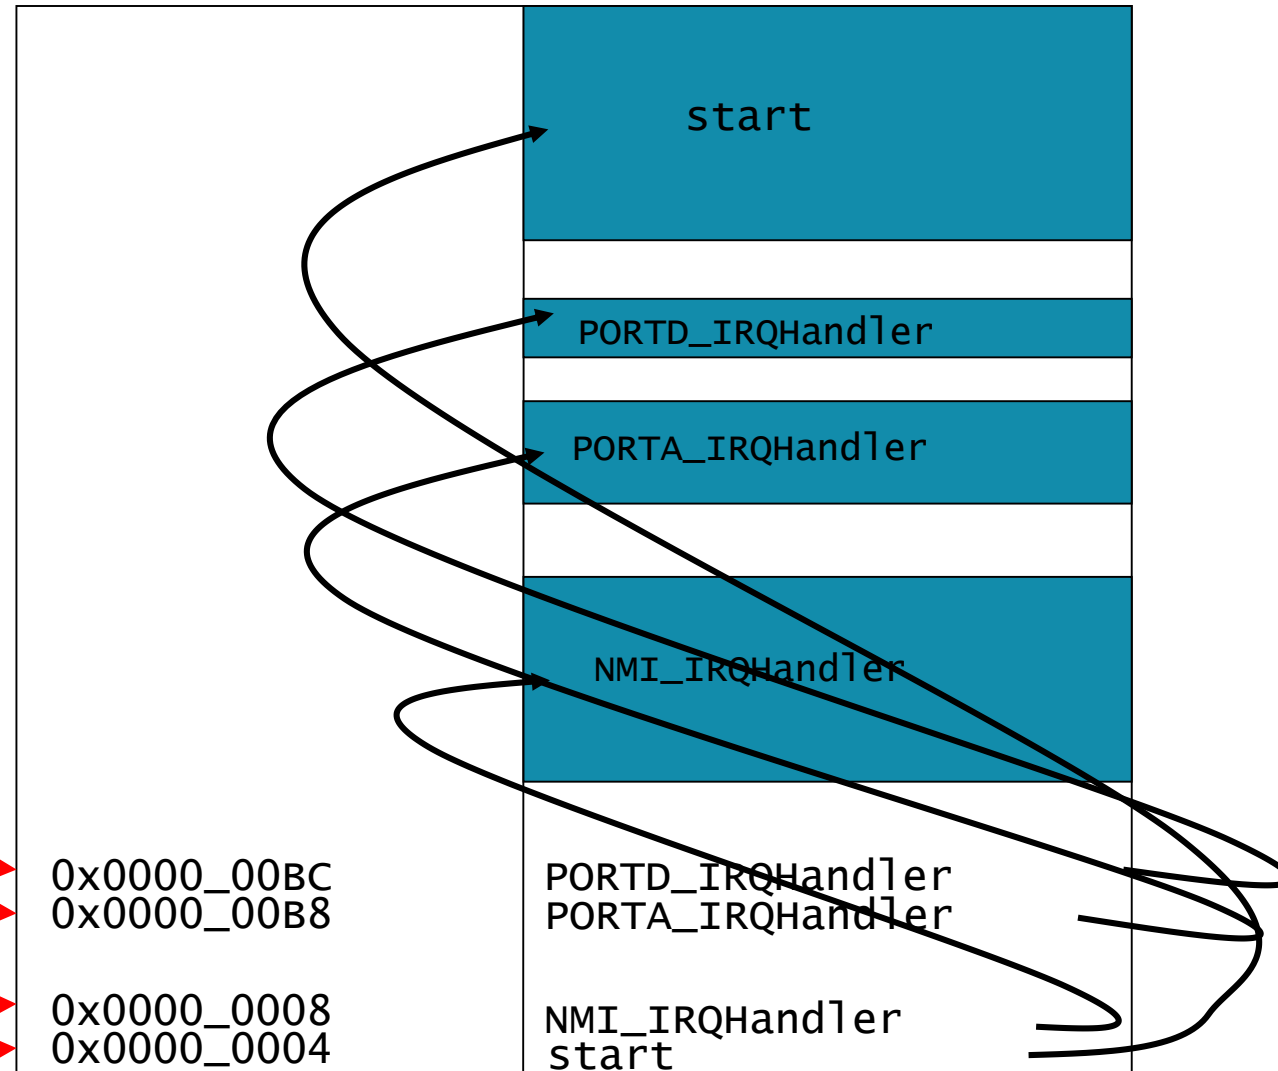 start
PORTD_IRQHandler
PORTA_IRQHandler
NMI_IRQHandler
0x0000_00BC PORTD_IRQHandler
0x0000_00B8 PORTA_IRQHandler
0x0000_0008 NMI_IRQHandler
0x0000_0004 start